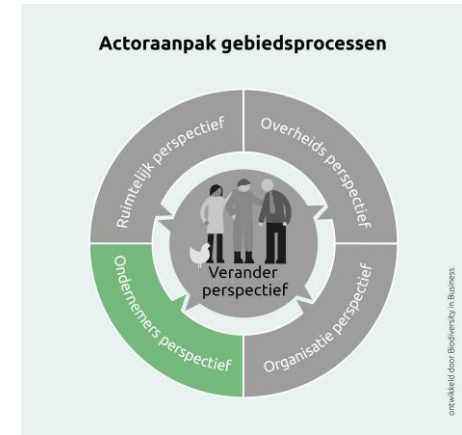 Actoraanpak gebiedsprocessen
Ruimtelijk perspectief
Overheids perspectief
Verander
perspectief
Ondernemers perspectief
Organisatie perspectief
ontwikkeld door Biodiversity in Business